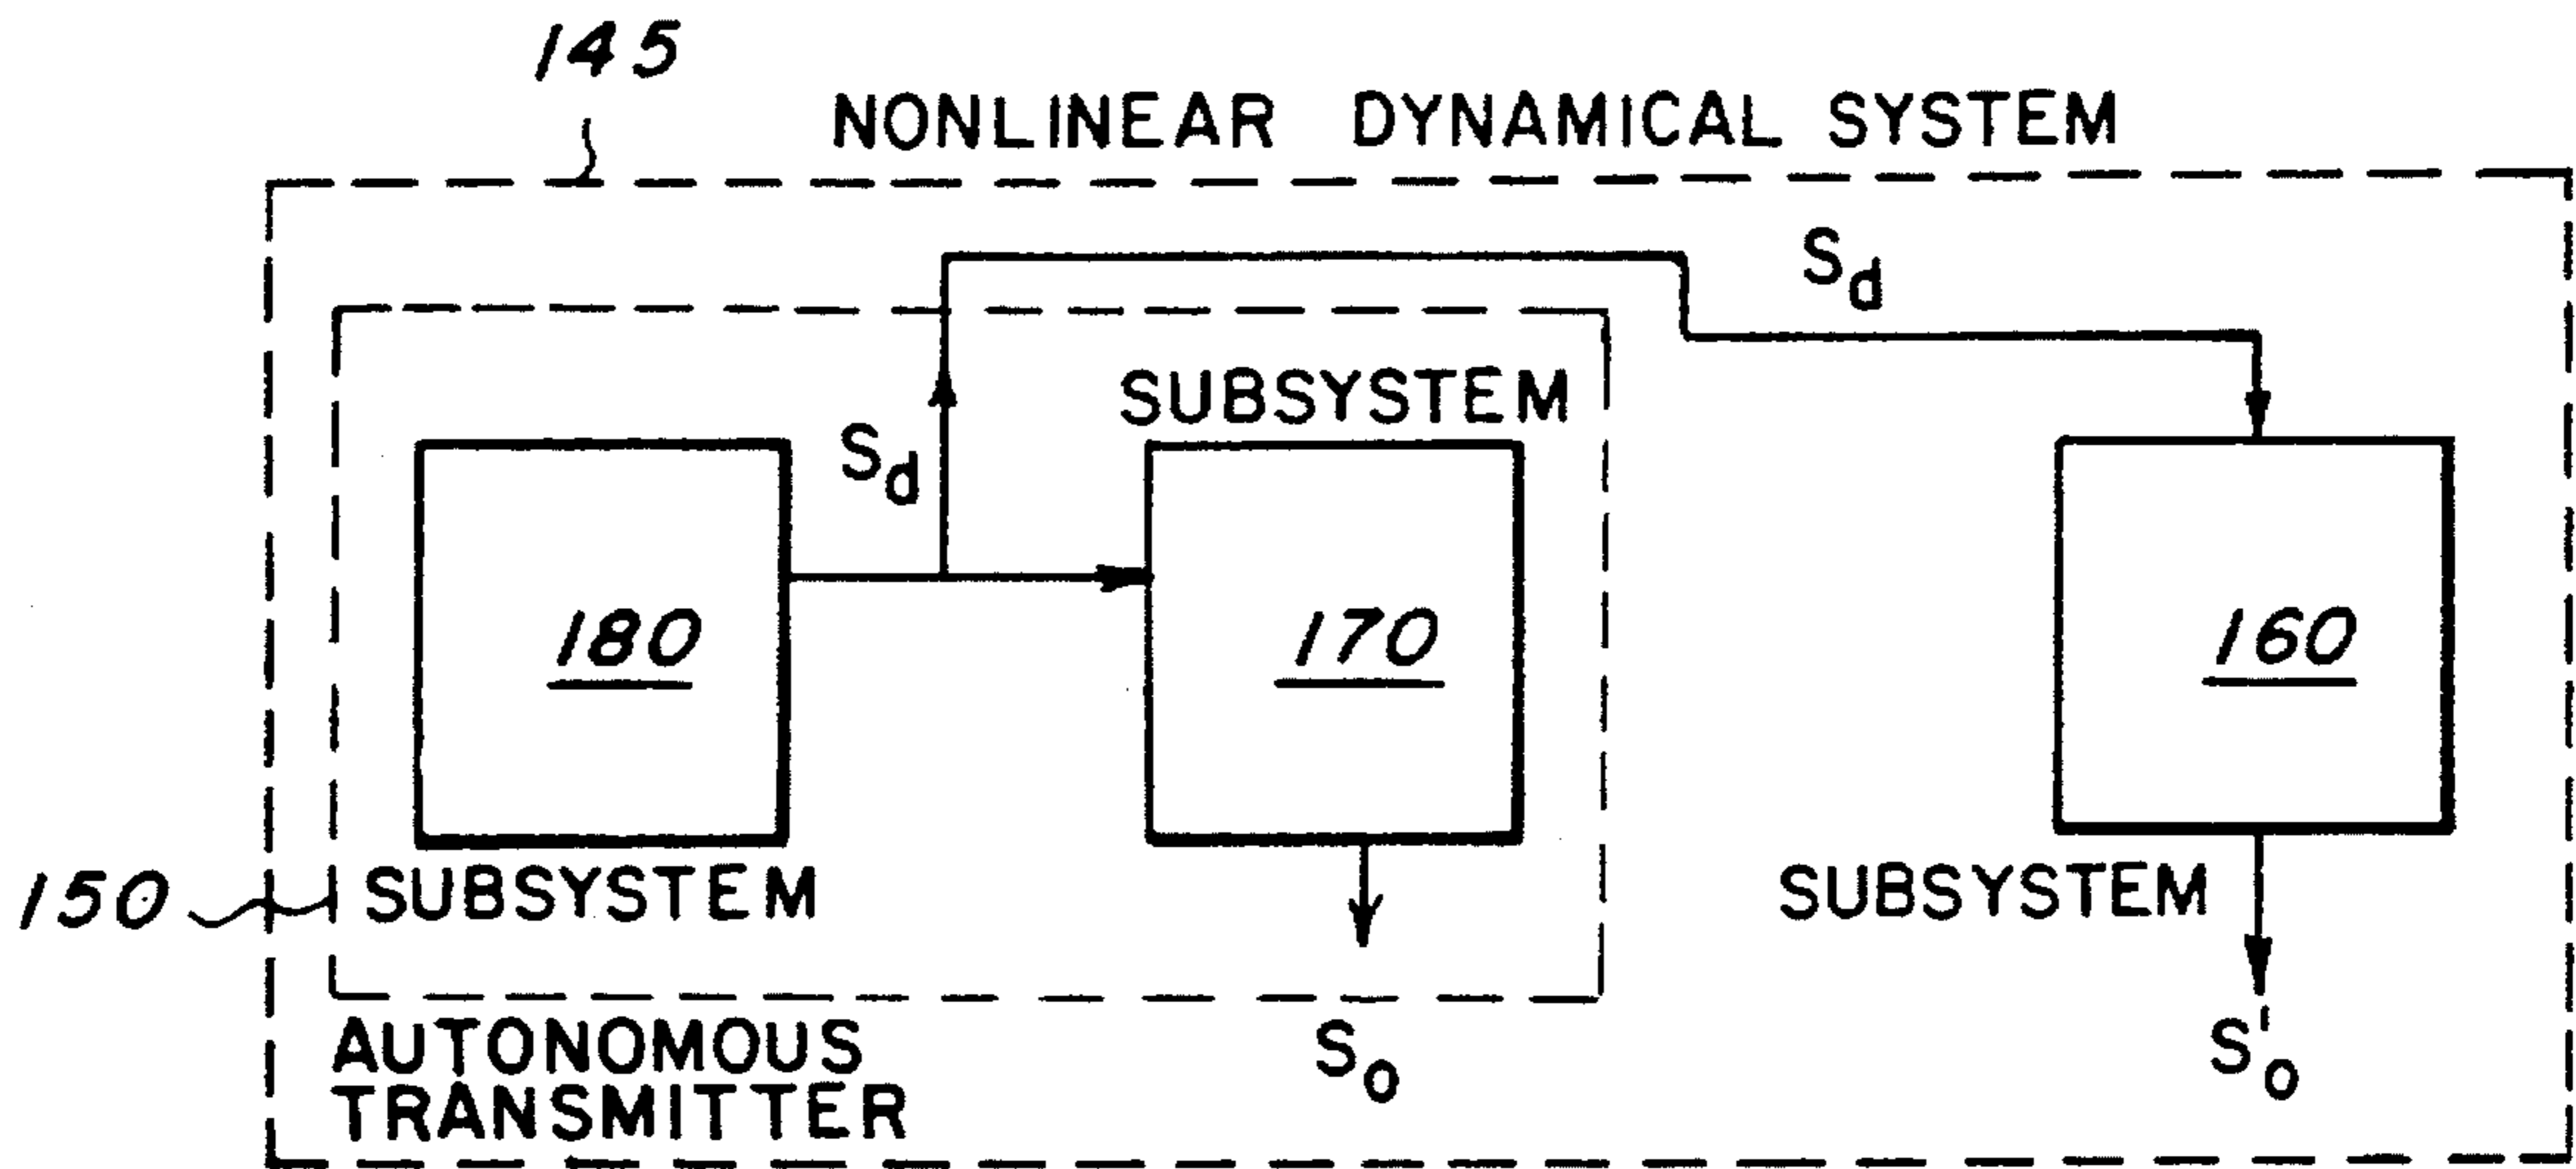 145
NONLINEAR DYNAMICAL SYSTEM
Sd
SUBSYSTEM
Sd
180
170
160
150
SUBSYSTEM
SUBSYSTEM
AUTONOMOUS
TRANSMITTER
So
S'o